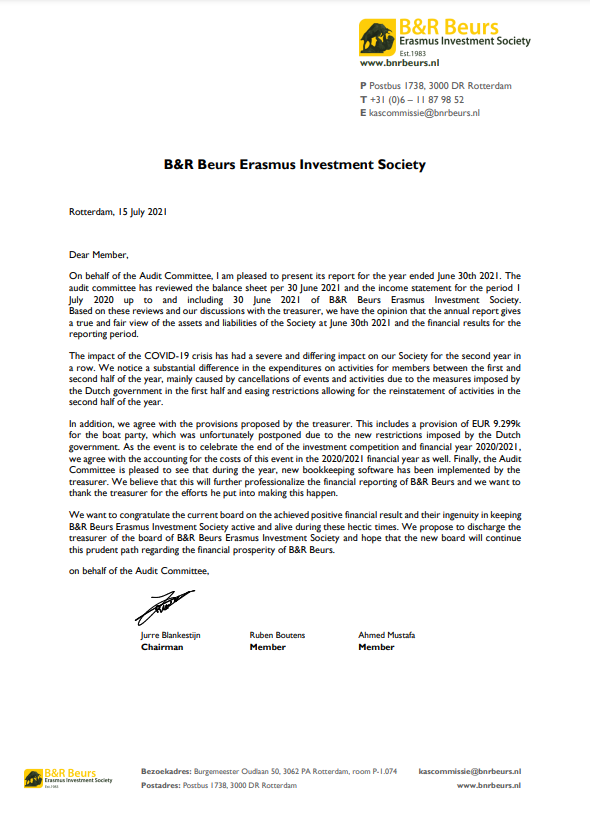 B&R Beurs
Erasmus Investment Society
Est.1983
www.bnrbeurs.nl
P Postbus 1738, 3000 DR Rotterdam
T +31 (0)6 – 11 87 98 52
E kascommissie@bnrbeurs.nl
B&R Beurs Erasmus Investment Society
Rotterdam, 15 July 2021
Dear Member,
On behalf of the Audit Committee, I am pleased to present its report for the year ended June 30th 2021. The
audit committee has reviewed the balance sheet per 30 June 2021 and the income statement for the period 1
July 2020 up to and including 30 June 2021 of B&R Beurs Erasmus Investment Society.
Based on these reviews and our discussions with the treasurer, we have the opinion that the annual report gives
a true and fair view of the assets and liabilities of the Society at June 30th 2021 and the financial results for the
reporting period.
The impact of the COVID-19 crisis has had a severe and differing impact on our Society for the second year in
a row. We notice a substantial difference in the expenditures on activities for members between the first and
second half of the year, mainly caused by cancellations of events and activities due to the measures imposed by
the Dutch government in the first half and easing restrictions allowing for the reinstatement of activities in the
second half of the year.
In addition, we agree with the provisions proposed by the treasurer. This includes a provision of EUR 9.299k
for the boat party, which was unfortunately postponed due to the new restrictions imposed by the Dutch
government. As the event is to celebrate the end of the investment competition and financial year 2020/2021,
we agree with the accounting for the costs of this event in the 2020/2021 financial year as well. Finally, the Audit
Committee is pleased to see that during the year, new bookkeeping software has been implemented by the
treasurer. We believe that this will further professionalize the financial reporting of B&R Beurs and we want to
thank the treasurer for the efforts he put into making this happen.
We want to congratulate the current board on the achieved positive financial result and their ingenuity in keeping
B&R Beurs Erasmus Investment Society active and alive during these hectic times. We propose to discharge the
treasurer of the board of B&R Beurs Erasmus Investment Society and hope that the new board will continue
this prudent path regarding the financial prosperity of B&R Beurs.
on behalf of the Audit Committee,
Jurre Blankestijn Ruben Boutens Ahmed Mustafa
Chairman Member Member
B&R Beurs
Erasmus Investment Society
Est.1983
Bezoekadres: Burgemeester Oudlaan 50, 3062 PA Rotterdam, room P-1.074 kascommissie@bnrbeurs.nl
Postadres: Postbus 1738, 3000 DR Rotterdam www.bnrbeurs.nl